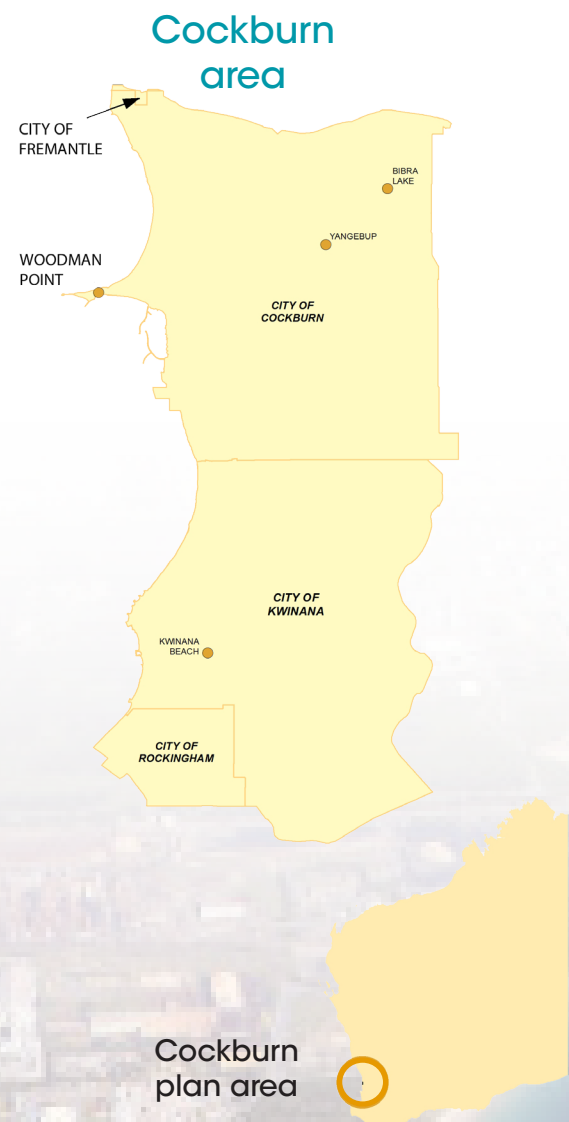 Cockburn
area
CITY OF
FREMANTLE
BIBRA
LAKE
YANGEBUP
WOODMAN
POINT
CITY OF
COCKBURN
CITY OF
KWINANA
KWINANA
BEACH
CITY OF
ROCKINGHAM
Cockburn
plan area